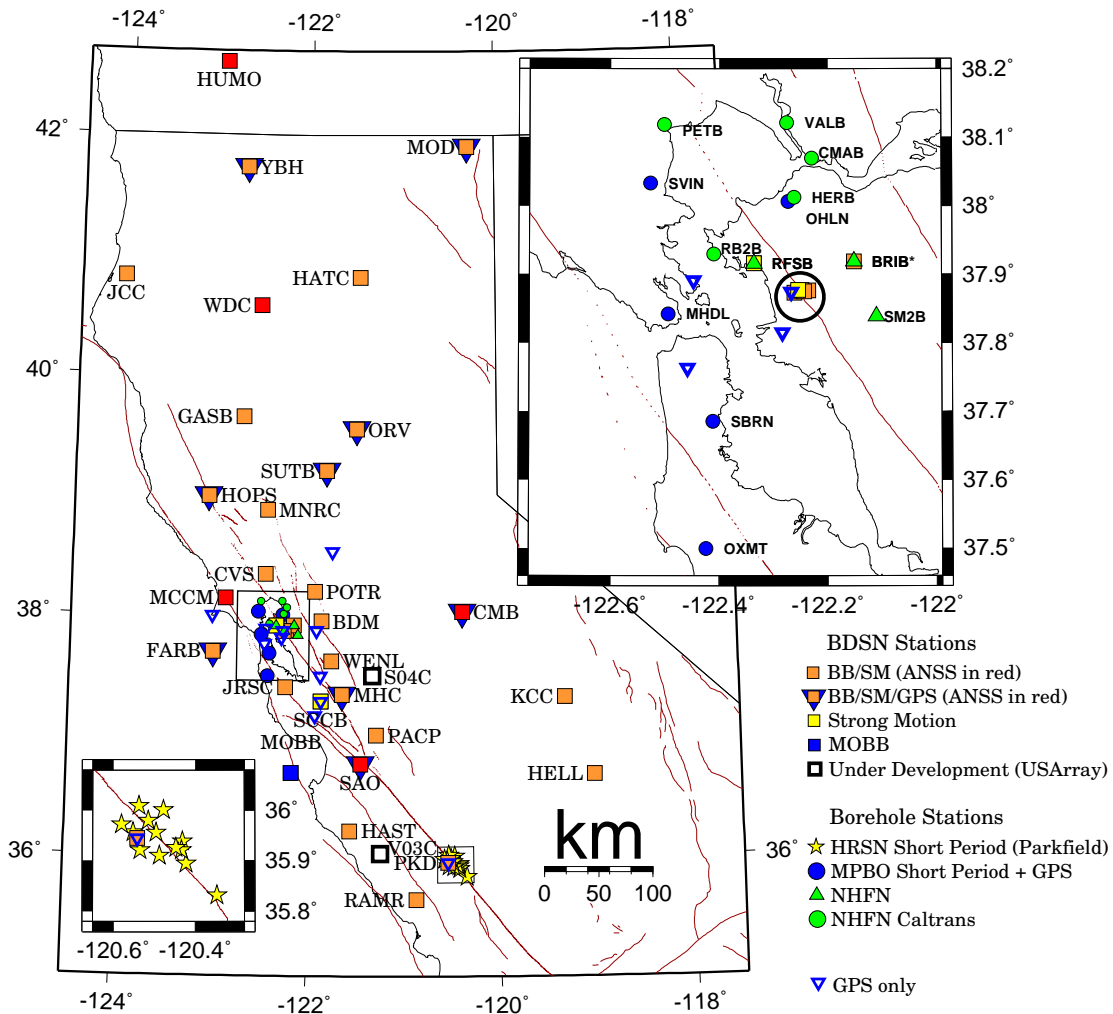 -124°
-122°
-120°
-118°
HUMO
42°
MOD
YBH
JCC
HATC
WDC
40°
GASB
ORV
SUTB
HOPS
MNRC
CVS
POTR
38°
MCCM
BDM
CMB
FARB
WENL
S04C
JRSC
MHC
KCC
SCCB
MOBB
PACP
SAO
HELL
HAST
V03C
36°
36°
PKD
RAMR
km
0 50 100
-124°
-122°
-120°
-118°
38.2°
PETB
VALB
38.1°
CMAB
SVIN
HERB
38°
OHLN
RB2B
RFSB
BRIB*
37.9°
MHDL
SM2B
37.8°
37.7°
SBRN
37.6°
OXMT
37.5°
-122.6°
-122.4°
-122.2°
-122°
36°
35.9°
35.8°
-120.6°
-120.4°
BDSN Stations
BB/SM (ANSS in red)
BB/SM/GPS (ANSS in red)
Strong Motion
MOBB
Under Development (USArray)
Borehole Stations
HRSN Short Period (Parkfield)
MPBO Short Period + GPS
NHFN
NHFN Caltrans
GPS only